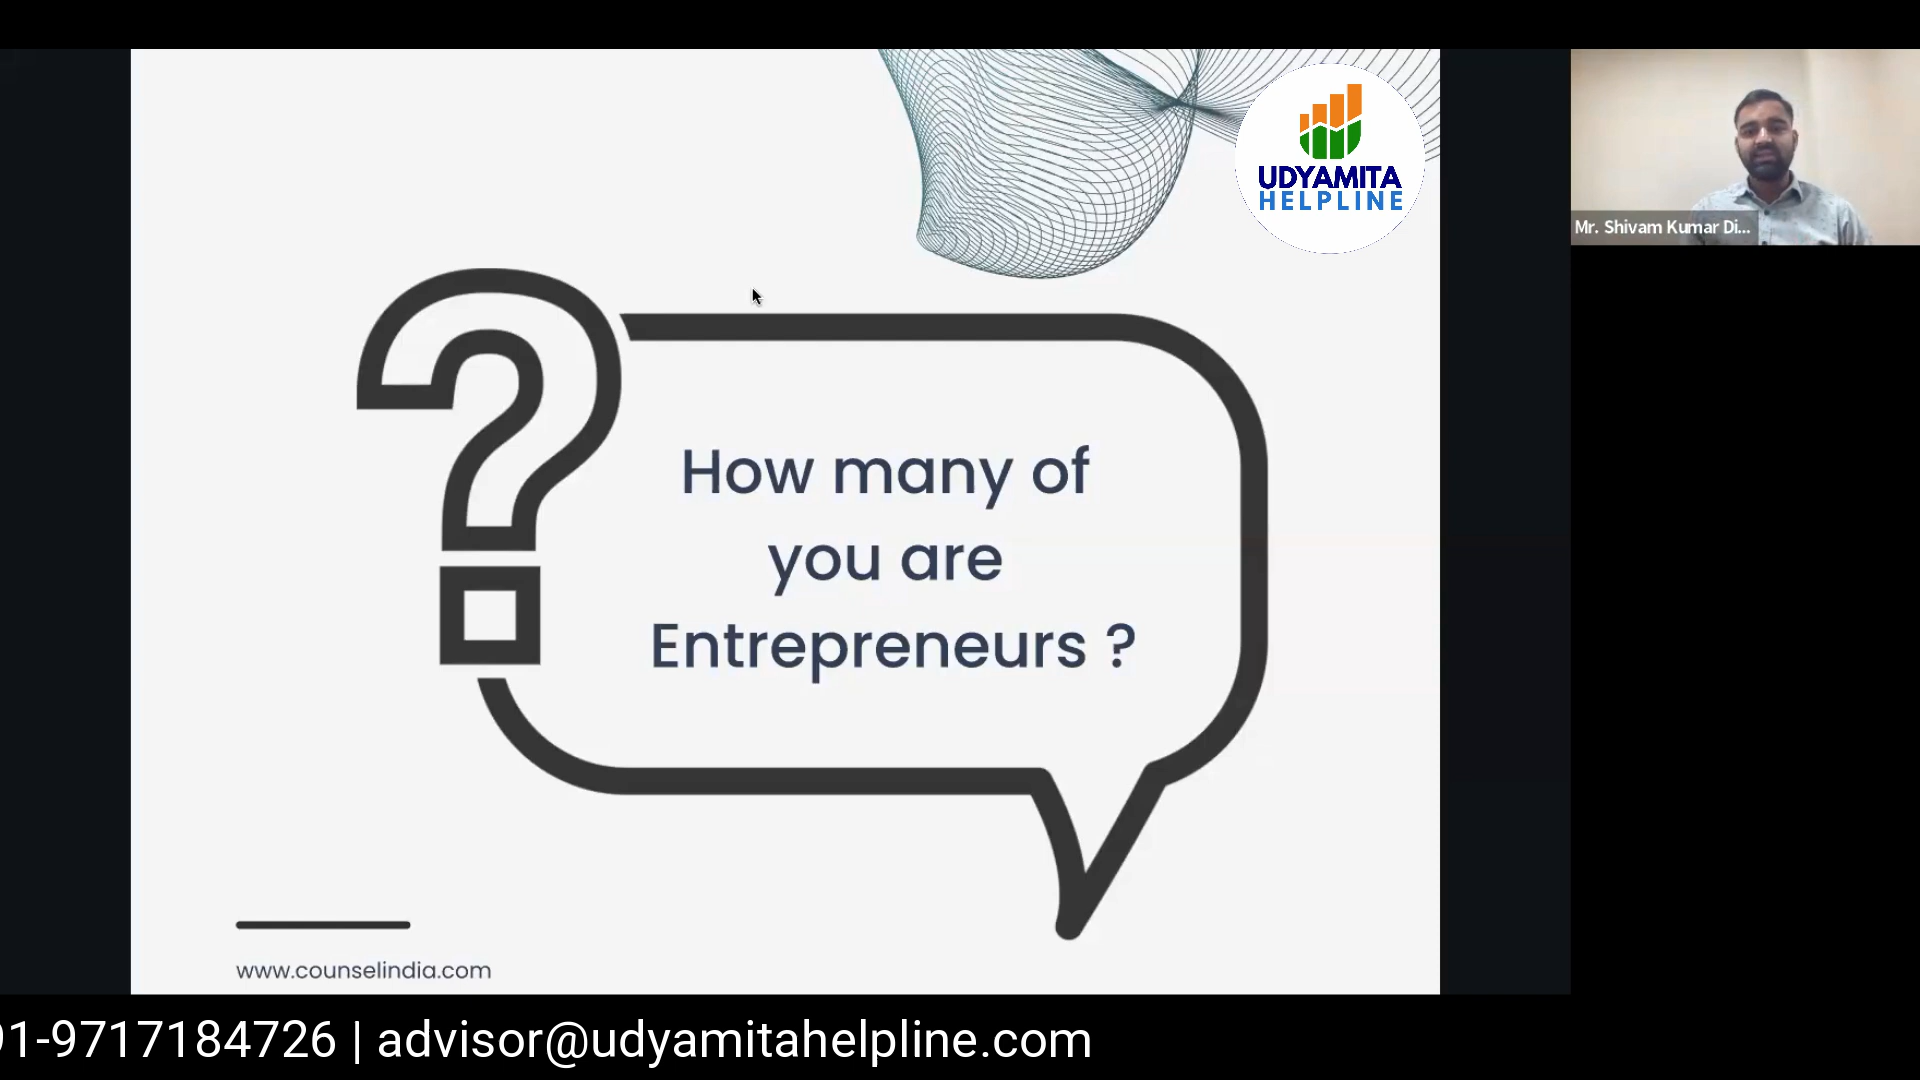 UDYAMITA
HELPLINE
Mr. Shivam Kumar Di...
How many of
you are
Entrepreneurs ?
www.counselindia.com
91-9717184726 | advisor@udyamitahelpline.com